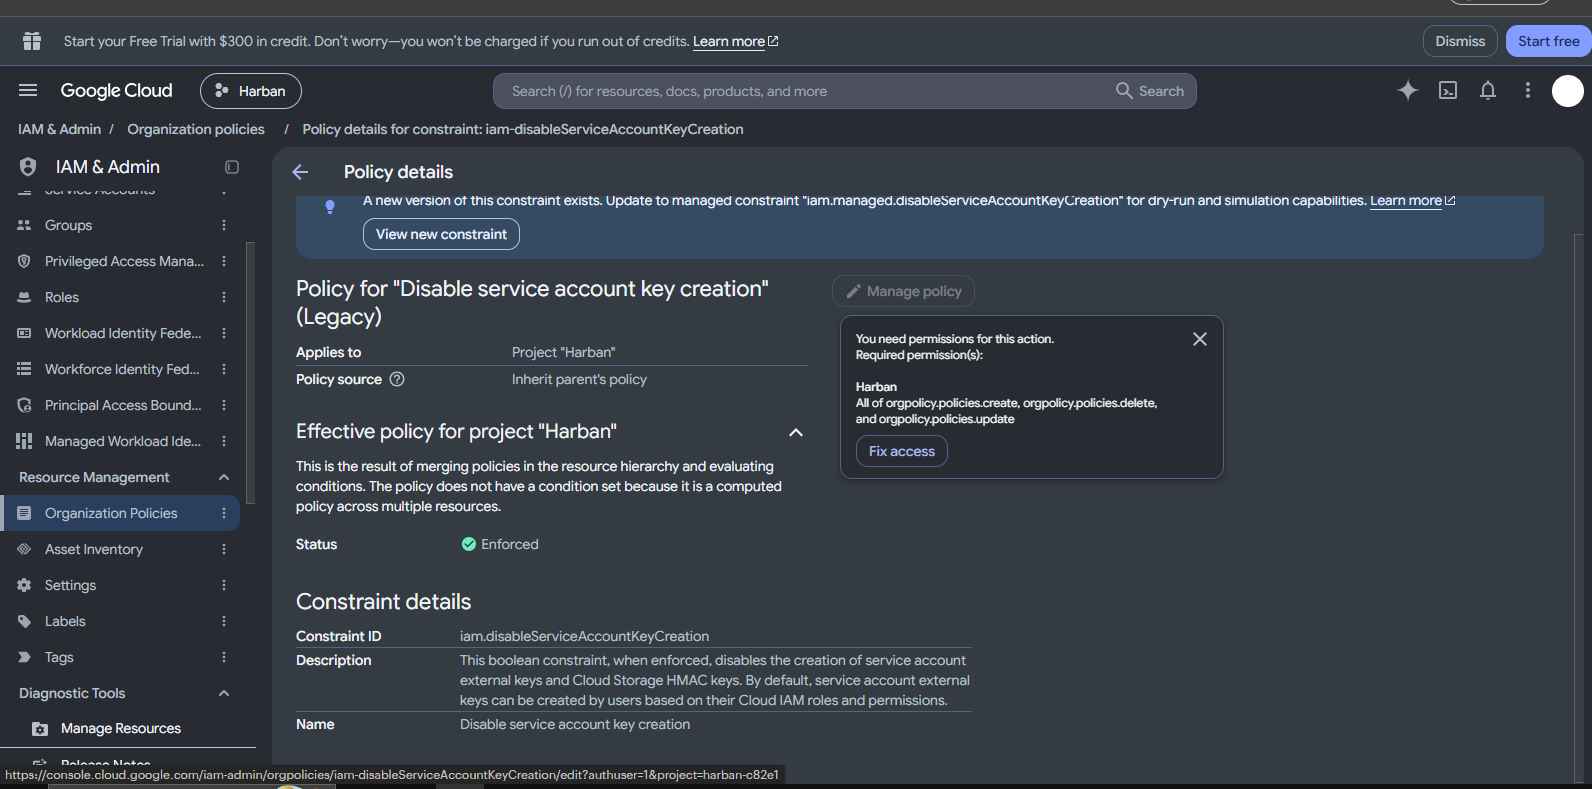 Start your Free Trial with $300 in credit. Don't worry—you won't be charged if you run out of credits. Learn more
Dismiss
Start free
Google Cloud
Harban
Search (/) for resources, docs, products, and more
Search
IAM & Admin / Organization policies / Policy details for constraint: iam-disableServiceAccountKeyCreation
IAM & Admin
Service Accounts
Groups
Privileged Access Mana...
Roles
Workload Identity Fede...
Workforce Identity Fed...
Principal Access Bound...
Managed Workload Ide...
Resource Management
Organization Policies
Asset Inventory
Settings
Labels
Tags
Diagnostic Tools
Manage Resources
Release Notes
Policy details
A new version of this constraint exists. Update to managed constraint "iam.managed.disableServiceAccountKeyCreation" for dry-run and simulation capabilities. Learn more
View new constraint
Policy for "Disable service account key creation"
(Legacy)
Applies to
Project "Harban"
Policy source
Inherit parent's policy
Manage policy
You need permissions for this action.
Required permission(s):
Harban
All of orgpolicy.policies.create, orgpolicy.policies.delete,
and orgpolicy.policies.update
Fix access
Effective policy for project "Harban"
This is the result of merging policies in the resource hierarchy and evaluating
conditions. The policy does not have a condition set because it is a computed
policy across multiple resources.
Status
Enforced
Constraint details
Constraint ID
iam.disableServiceAccountKeyCreation
Description
This boolean constraint, when enforced, disables the creation of service account
external keys and Cloud Storage HMAC keys. By default, service account external
keys can be created by users based on their Cloud IAM roles and permissions.
Name
Disable service account key creation
https://console.cloud.google.com/iam-admin/orgpolicies/iam-disableServiceAccountKeyCreation/edit?authuser=1&project=harban-c82e1